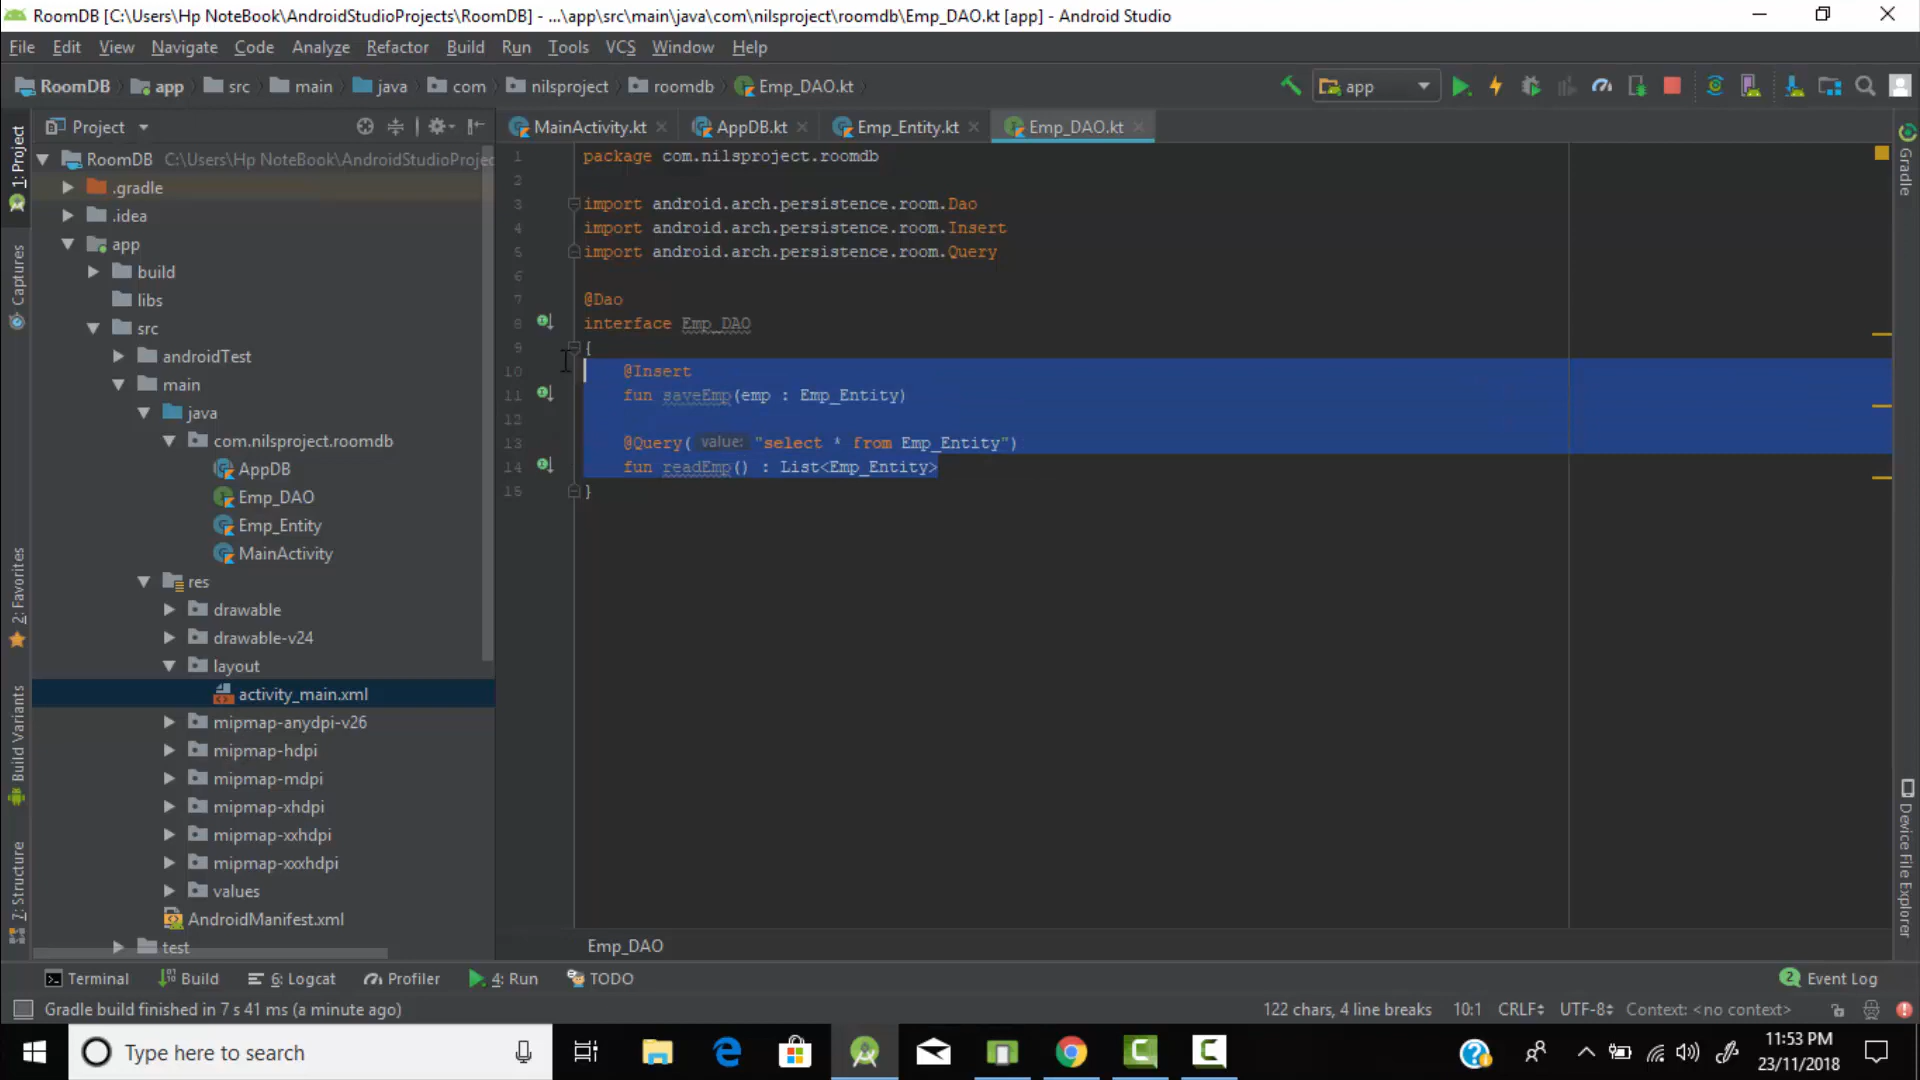 RoomDB [C:\Users\Hp NoteBook\AndroidStudioProjects\RoomDB] - ...\app\src\main\java\com\nilsproject\roomdb\Emp_DAO.kt [app] - Android Studio
File Edit View Navigate Code Analyze Refactor Build Run Tools VCS Window Help
RoomDB app src main java com nilsproject roomdb Emp_DAO.kt app
Project MainActivity.kt AppDB.kt Emp_Entity.kt Emp_DAO.kt
RoomDB C:\Users\Hp NoteBook\AndroidStudioProjec
.gradle
.idea
app
build
libs
src
androidTest
main
java
com.nilsproject.roomdb
AppDB
Emp_DAO
Emp_Entity
MainActivity
res
drawable
drawable-v24
layout
activity_main.xml
mipmap-anydpi-v26
mipmap-hdpi
mipmap-mdpi
mipmap-xhdpi
mipmap-xxhdpi
mipmap-xxxhdpi
values
AndroidManifest.xml
test
1: Project
Captures
2: Favorites
Build Variants
7: Structure
1 package com.nilsproject.roomdb
2
3 import android.arch.persistence.room.Dao
4 import android.arch.persistence.room.Insert
5 import android.arch.persistence.room.Query
6
7 @Dao
8 interface Emp_DAO
9 {
10 @Insert
11 fun saveEmp(emp : Emp_Entity)
12
13 @Query( value: "select * from Emp_Entity")
14 fun readEmp() : List<Emp_Entity>
15 }
Emp_DAO
Gradle
Device File Explorer
Terminal Build 6: Logcat Profiler 4: Run TODO 2 Event Log
Gradle build finished in 7 s 41 ms (a minute ago) 122 chars, 4 line breaks 10:1 CRLF UTF-8 Context: <no context>
Type here to search
11:53 PM
23/11/2018